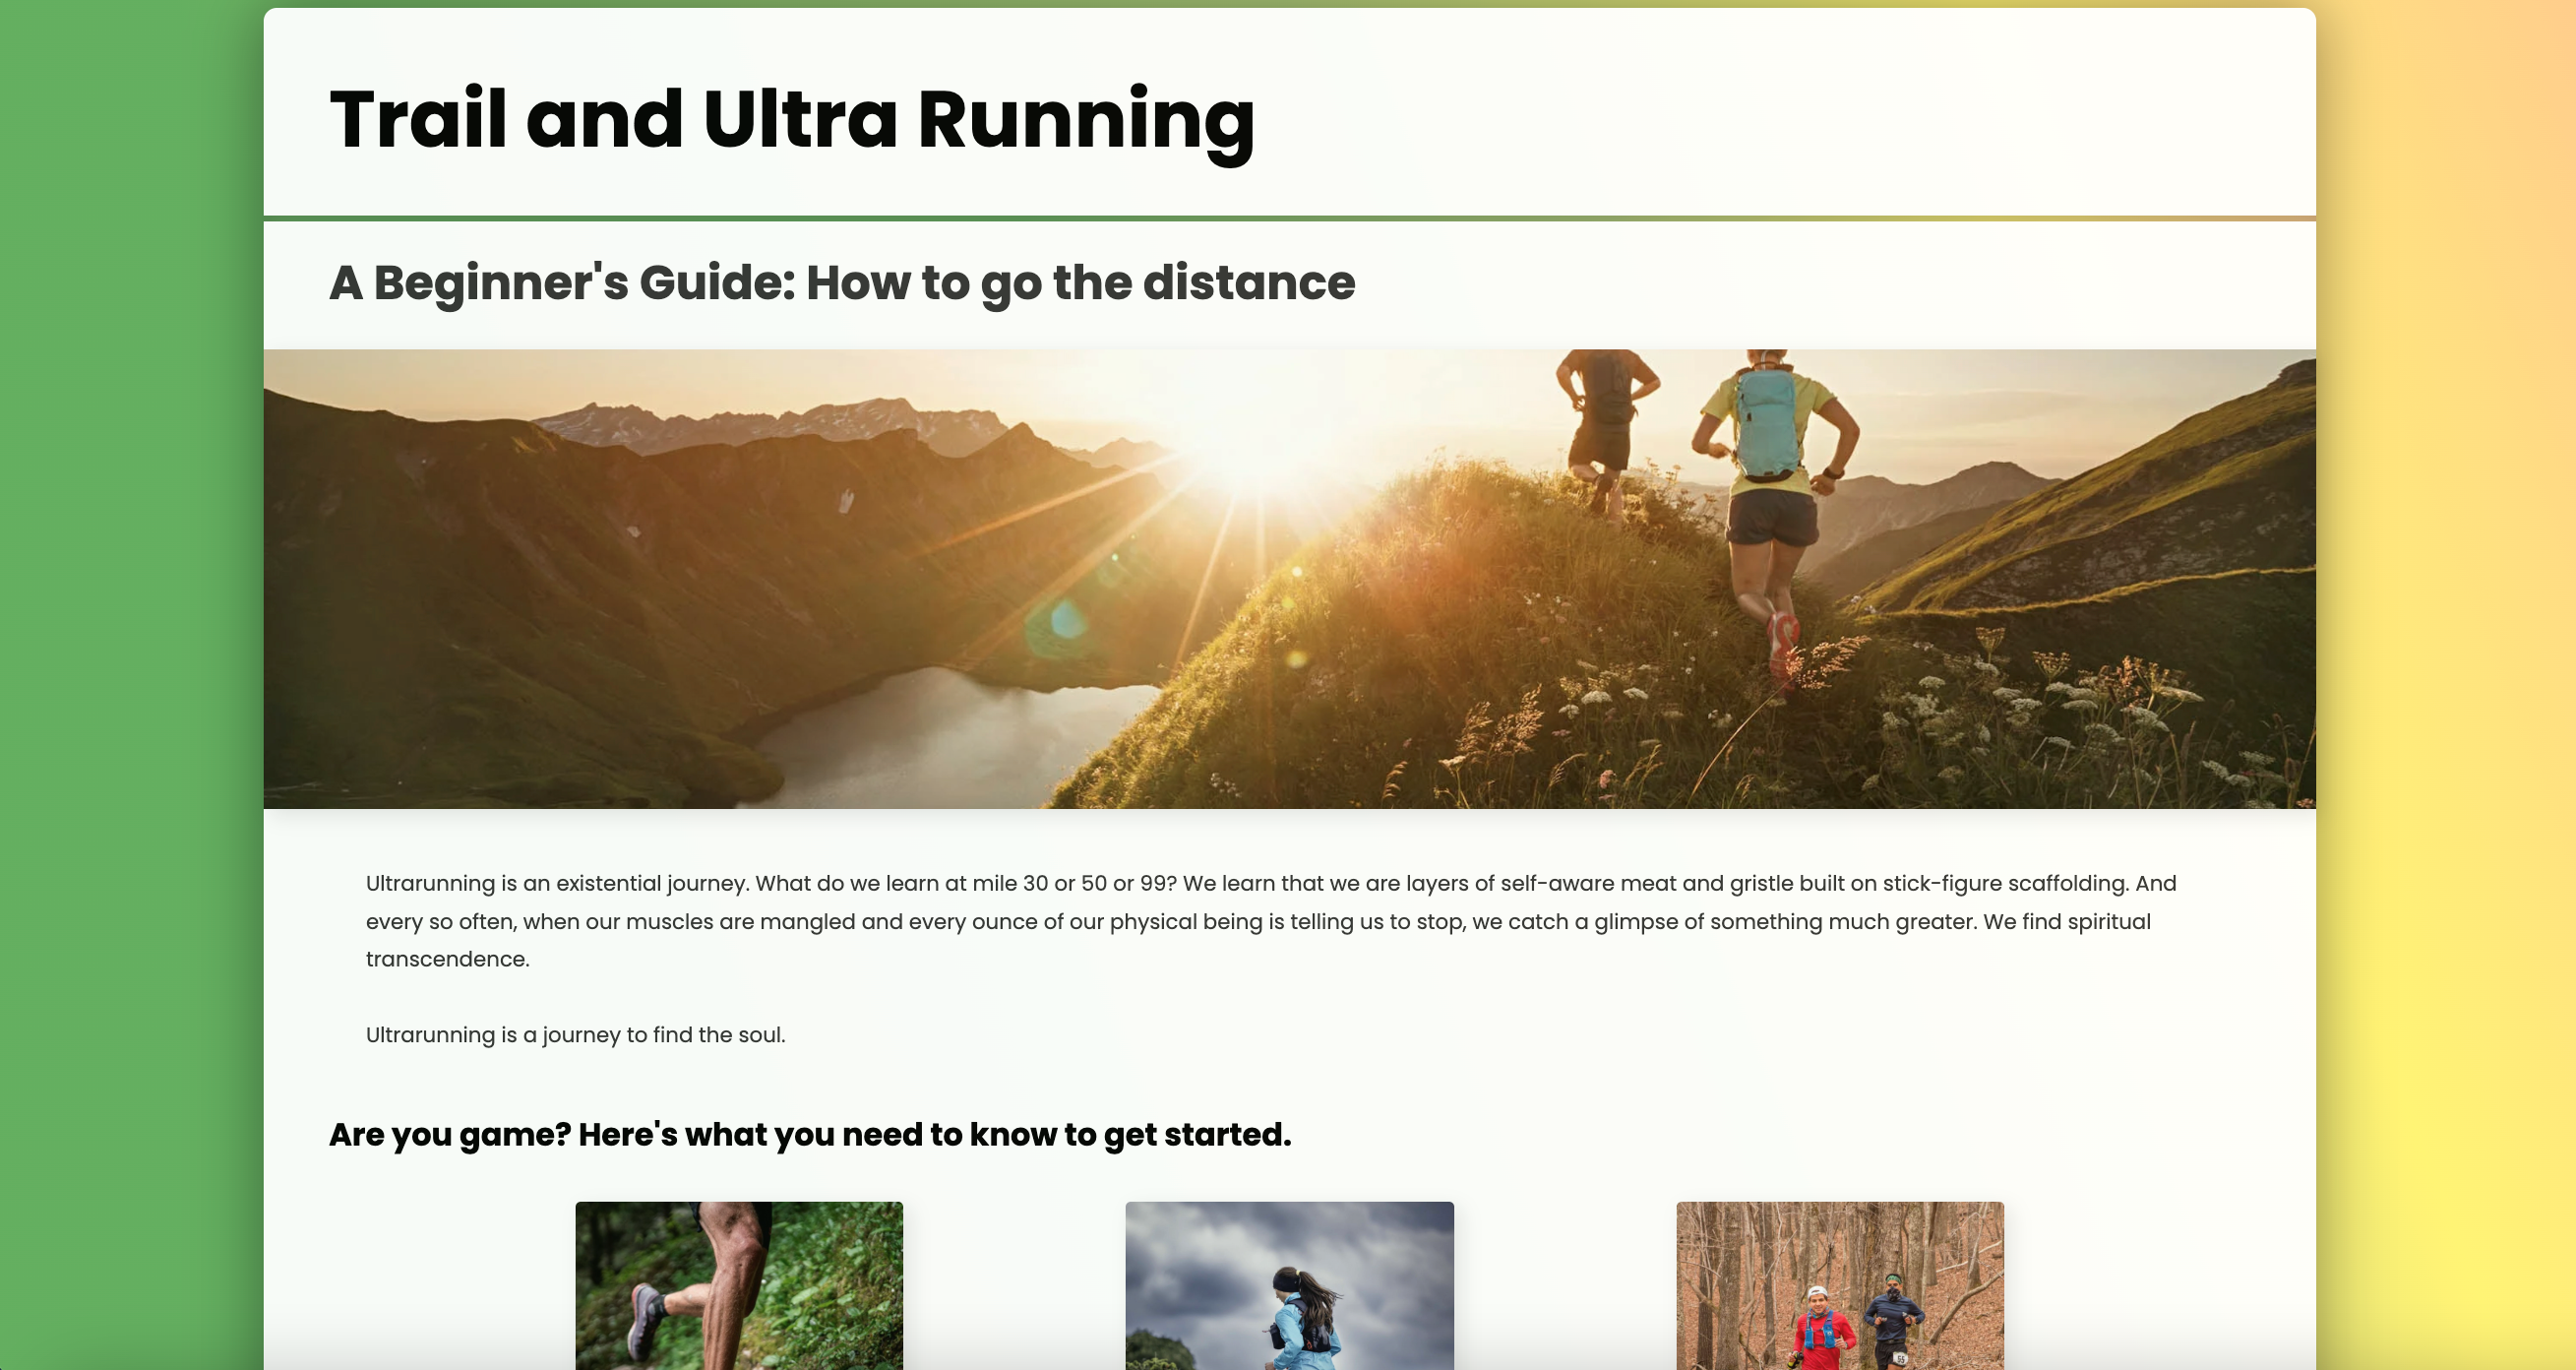 Trail and Ultra Running
A Beginner's Guide: How to go the distance
Ultrarunning is an existential journey. What do we learn at mile 30 or 50 or 99? We learn that we are layers of self-aware meat and gristle built on stick-figure scaffolding. And
every so often, when our muscles are mangled and every ounce of our physical being is telling us to stop, we catch a glimpse of something much greater. We find spiritual
transcendence.
Ultrarunning is a journey to find the soul.
Are you game? Here's what you need to know to get started.
55